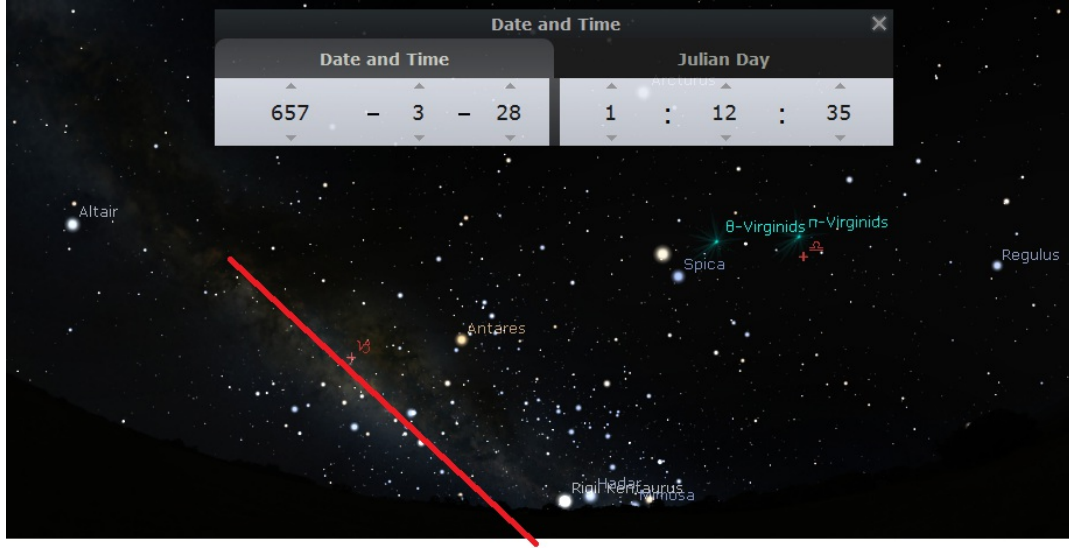 Date and Time ×
Date and Time Julian Day
Arcturus
657 - 3 - 28 1 : 12 : 35
Altair
θ-Virginids π-Virginids
♎
Spica
Regulus
Antares
♑
Hadar
Rigil Kentaurus
Mimosa